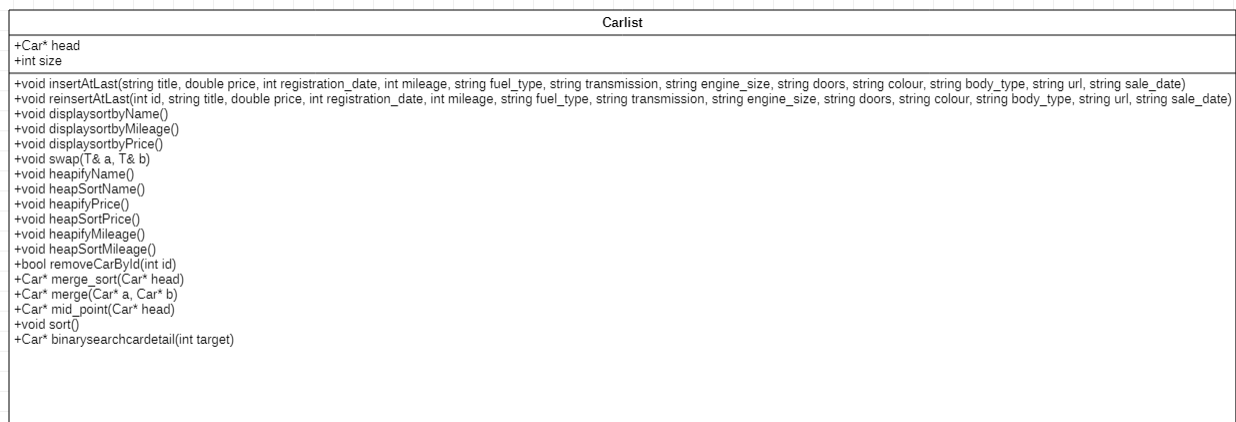 Carlist
+Car* head
+int size
+void insertAtLast(string title, double price, int registration_date, int mileage, string fuel_type, string transmission, string engine_size, string doors, string colour, string body_type, string url, string sale_date)
+void reinsertAtLast(int id, string title, double price, int registration_date, int mileage, string fuel_type, string transmission, string engine_size, string doors, string colour, string body_type, string url, string sale_date)
+void displaysortbyName()
+void displaysortbyMileage()
+void displaysortbyPrice()
+void swap(T& a, T& b)
+void heapifyName()
+void heapSortName()
+void heapifyPrice()
+void heapSortPrice()
+void heapifyMileage()
+void heapSortMileage()
+bool removeCarById(int id)
+Car* merge_sort(Car* head)
+Car* merge(Car* a, Car* b)
+Car* mid_point(Car* head)
+void sort()
+Car* binarysearchcardetail(int target)